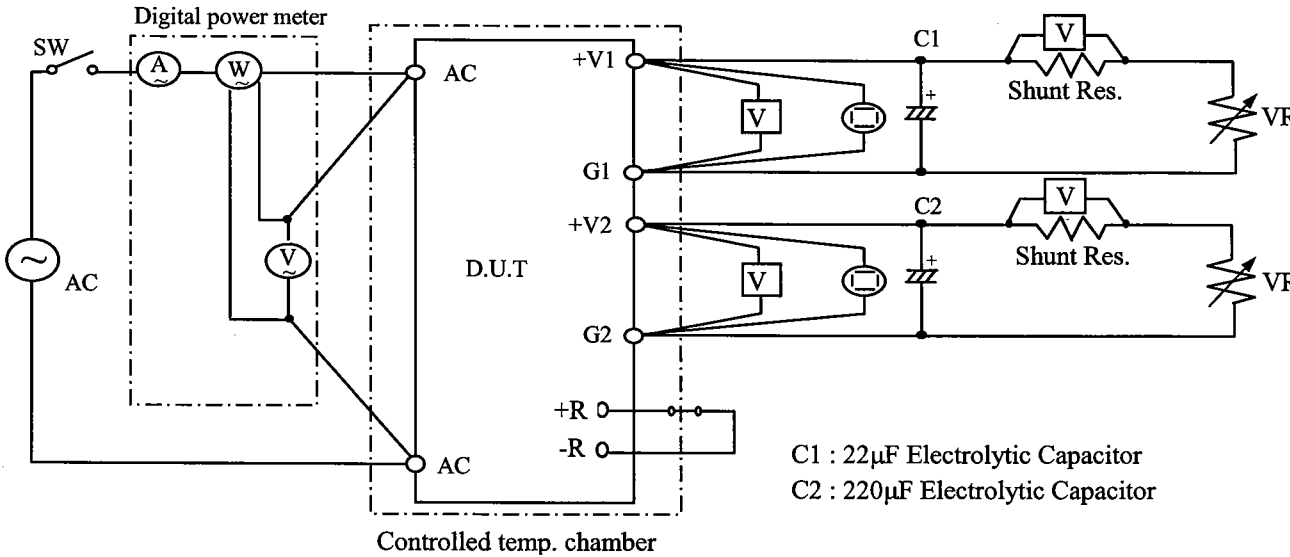 Digital power meter
SW
A
~
W
~
AC
+V1
C1
V
Shunt Res.
+
V
VR
G1
+V2
C2
V
~
AC
D.U.T
V
Shunt Res.
+
V
VR
G2
+R
-R
AC
C1 : 22μF Electrolytic Capacitor
C2 : 220μF Electrolytic Capacitor
Controlled temp. chamber